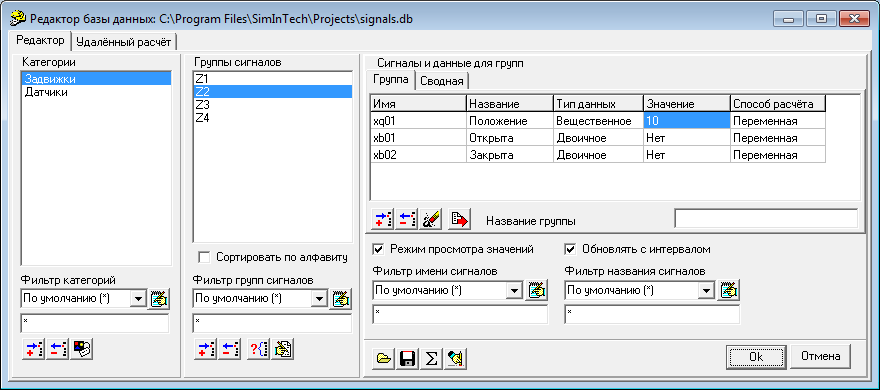 Редактор базы данных: C:\Program Files\SimInTech\Projects\signals.db
Редактор Удалённый расчёт
Категории
Задвижки
Датчики
Фильтр категорий
По умолчанию (*)
*
Группы сигналов
Z1
Z2
Z3
Z4
Сортировать по алфавиту
Фильтр групп сигналов
По умолчанию (*)
*
Сигналы и данные для групп
Группа Сводная
Имя Название Тип данных Значение Способ расчёта
xq01 Положение Вещественное 10 Переменная
xb01 Открыта Двоичное Нет Переменная
xb02 Закрыта Двоичное Нет Переменная
Название группы
Режим просмотра значений Обновлять с интервалом
Фильтр имени сигналов Фильтр названия сигналов
По умолчанию (*) По умолчанию (*)
* *
Ok Отмена